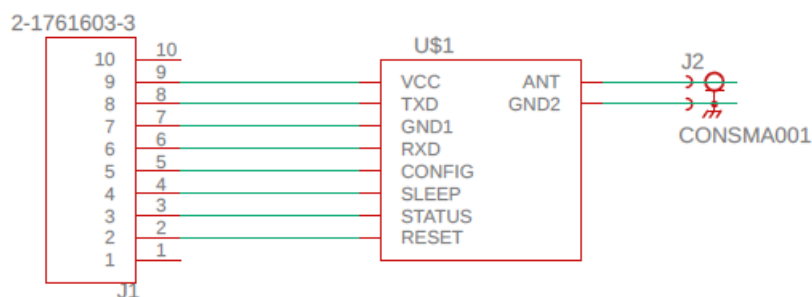 2-1761603-3
U$1
J2
10 10
9 9 VCC ANT
8 8 TXD GND2
7 7 GND1
6 6 RXD
CONSMA001
5 5 CONFIG
4 4 SLEEP
3 3 STATUS
2 2 RESET
1 1
J1